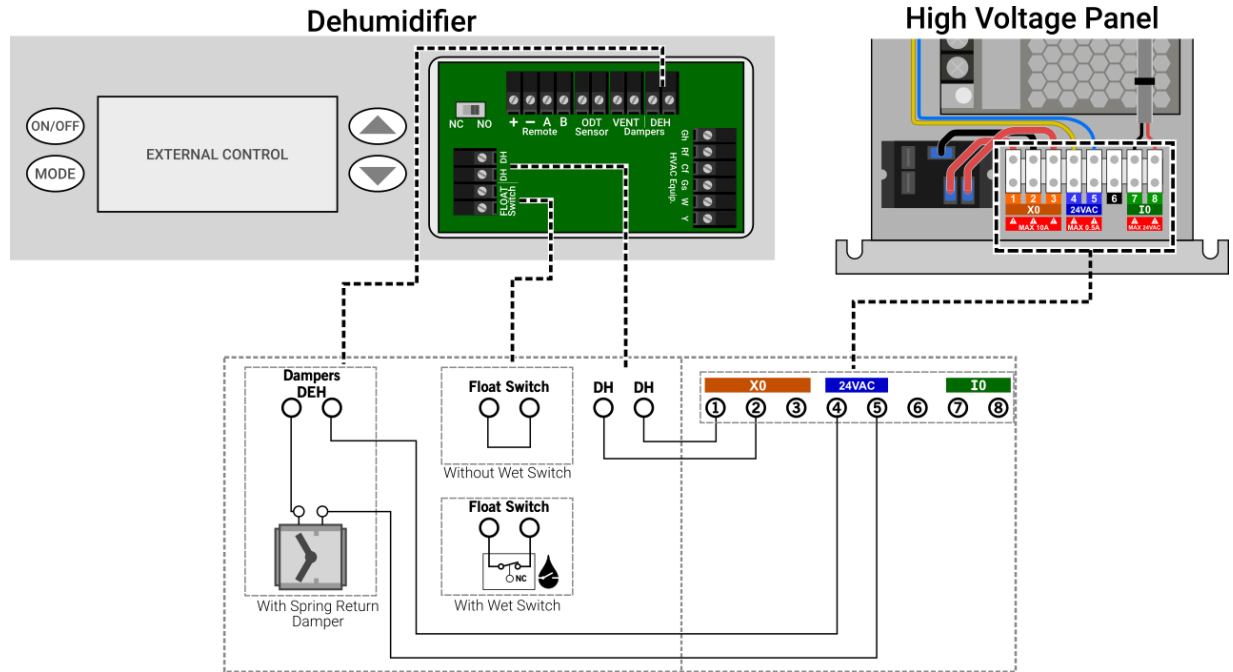 Dehumidifier
High Voltage Panel
ON/OFF
MODE
EXTERNAL CONTROL
NC NO
+ − A B ODT VENT DEH
Remote Sensor Dampers
DH
DH
FLOAT
Switch
Gh
Rf
Cf
Gs
W
Y
HVAC Equip.
1 2 3 4 5 6 7 8
X0 24VAC I0
MAX 10A MAX 0.5A MAX 24VAC
Dampers
DEH
With Spring Return
Damper
Float Switch
Without Wet Switch
Float Switch
NC
With Wet Switch
DH DH
X0 24VAC I0
1 2 3 4 5 6 7 8